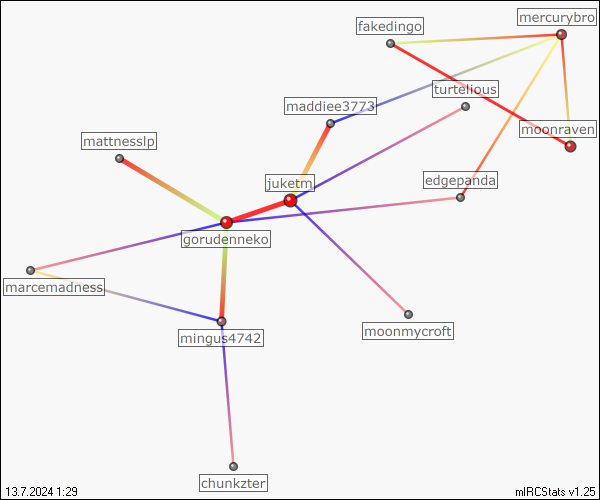 mercurybro
fakedingo
turtelious
maddiee3773
moonraven
mattnesslp
juketm
edgepanda
gorudenneko
marcemadness
moonmycroft
mingus4742
chunkzter
13.7.2024 1:29
mIRCStats v1.25